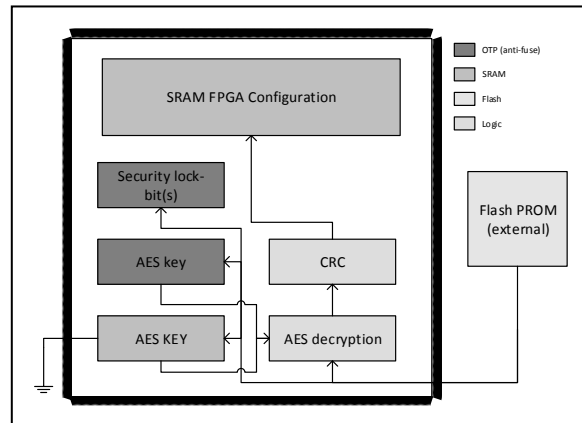 OTP (anti-fuse)
SRAM
Flash
Logic
SRAM FPGA Configuration
Security lock-
bit(s)
Flash PROM
(external)
AES key
CRC
AES KEY
AES decryption